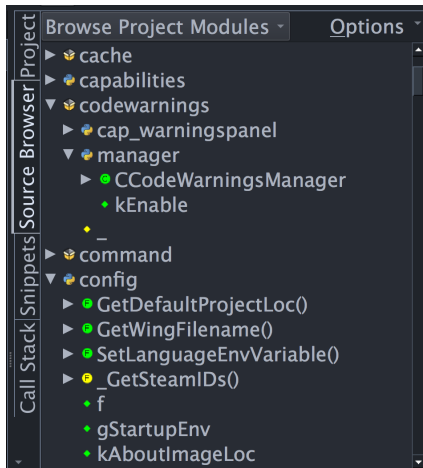 Browse Project Modules
Options
cache
capabilities
codewarnings
cap_warningspanel
manager
CCodeWarningsManager
kEnable
_
command
config
GetDefaultProjectLoc()
GetWingFilename()
SetLanguageEnvVariable()
_GetSteamIDs()
f
gStartupEnv
kAboutImageLoc
Project
Source Browser
Snippets
Call Stack